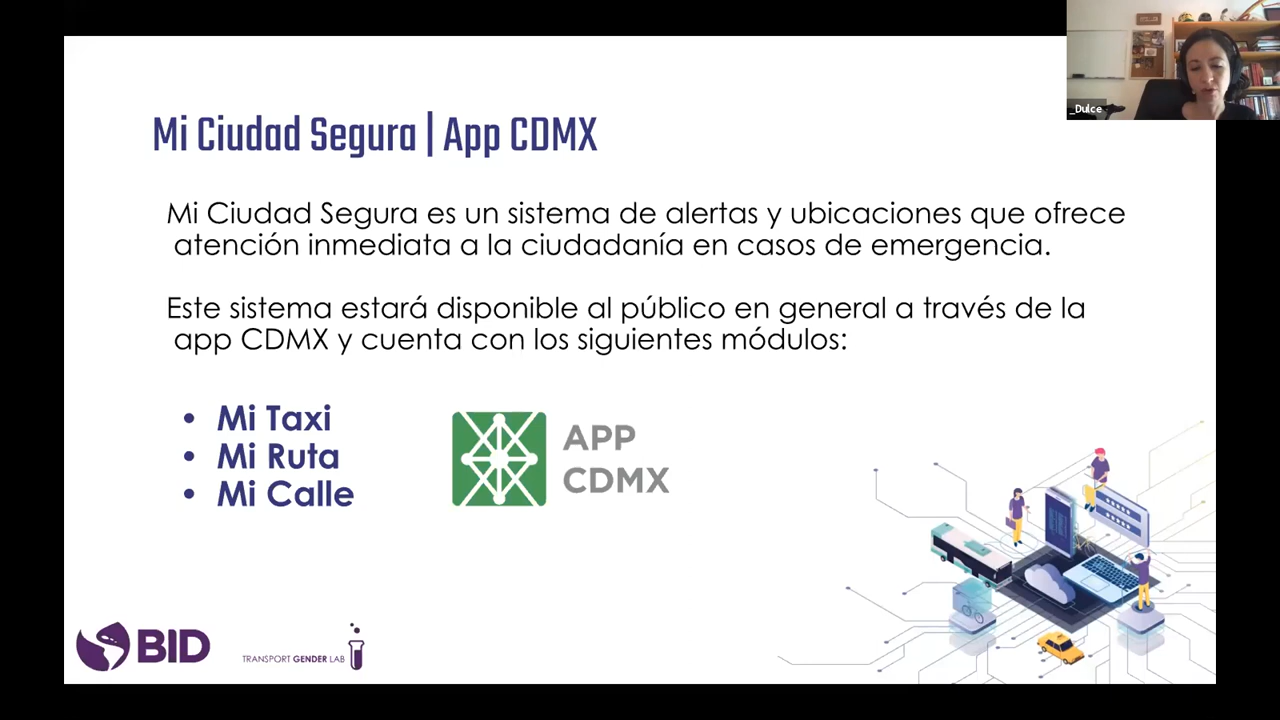 _Dulce
Mi Ciudad Segura | App CDMX
Mi Ciudad Segura es un sistema de alertas y ubicaciones que ofrece
atención inmediata a la ciudadanía en casos de emergencia.
Este sistema estará disponible al público en general a través de la
app CDMX y cuenta con los siguientes módulos:
• Mi Taxi
• Mi Ruta
• Mi Calle
APP
CDMX
BID
TRANSPORT GENDER LAB